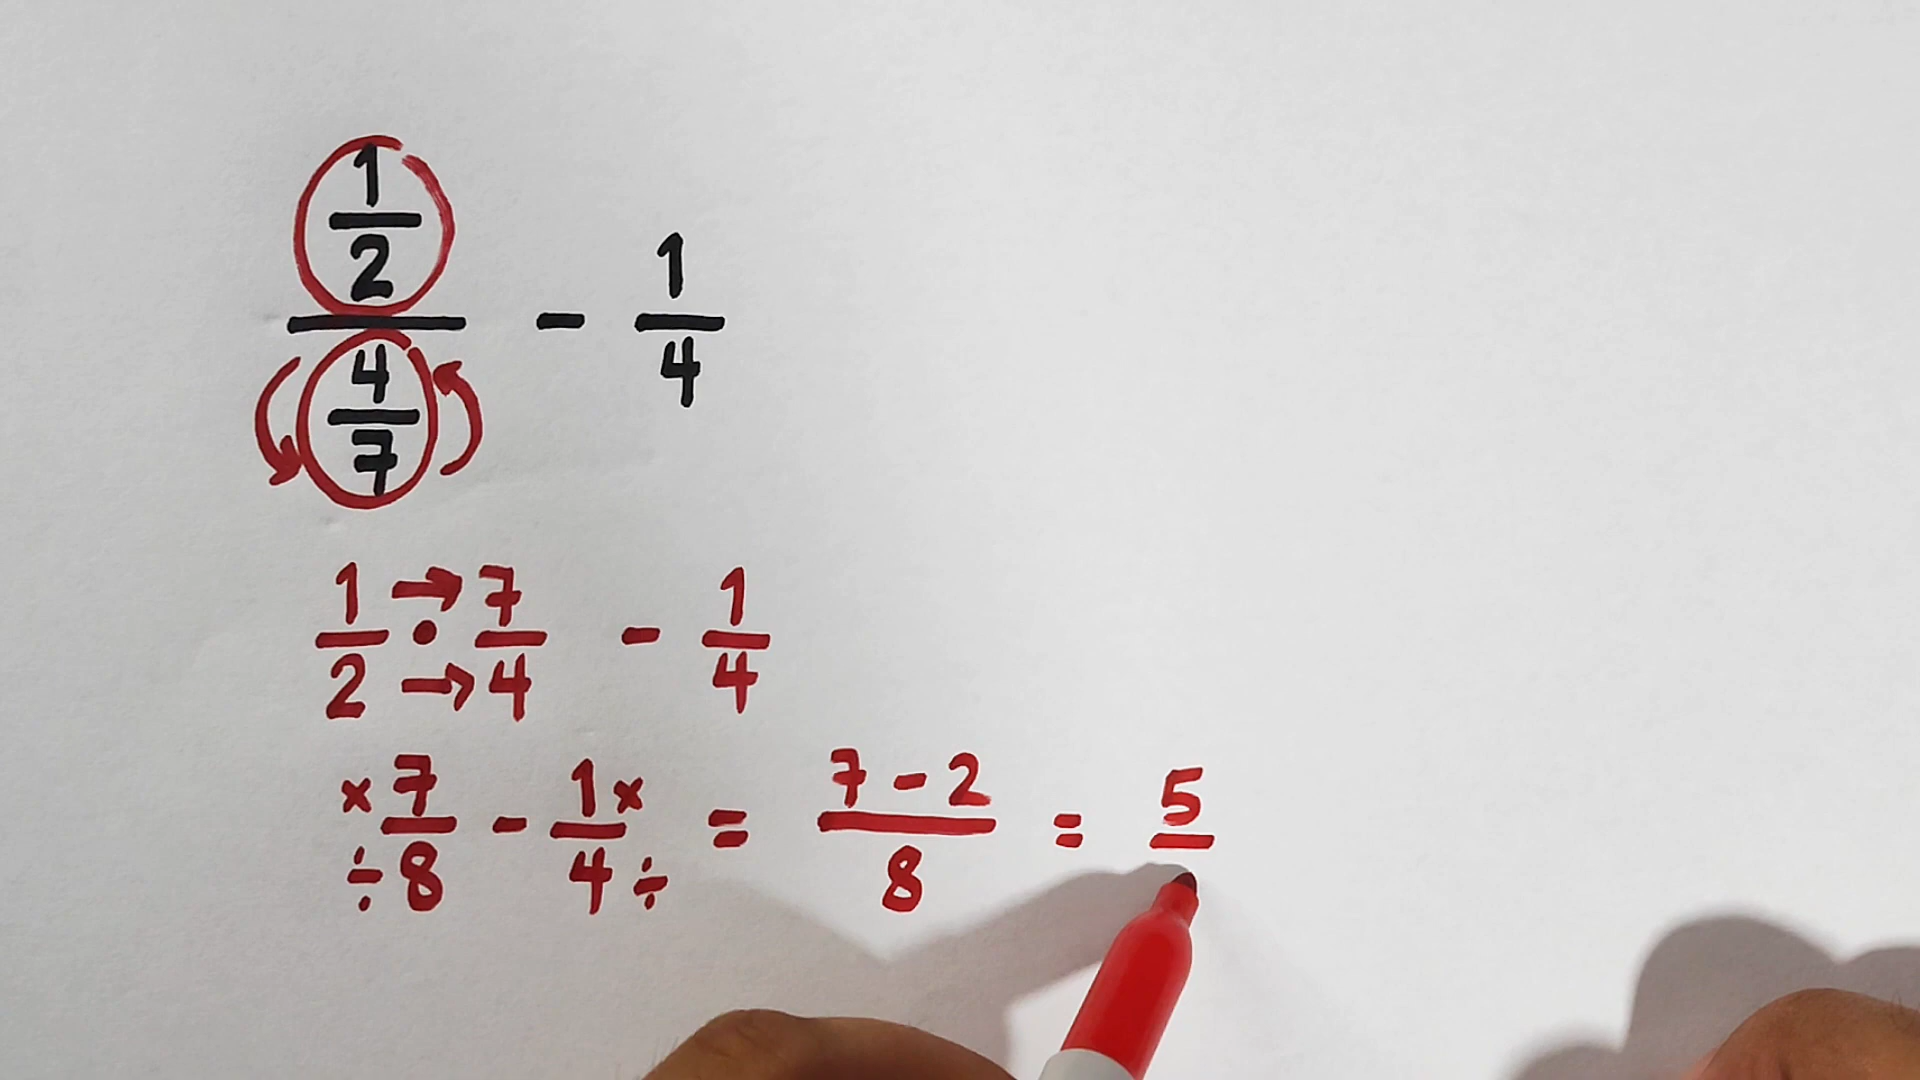 1
2
4
7
- 1
4
1 → 7 - 1
2 • → 4 4
× 7 - 1 × = 7 - 2 = 5
÷ 8 4 ÷ 8